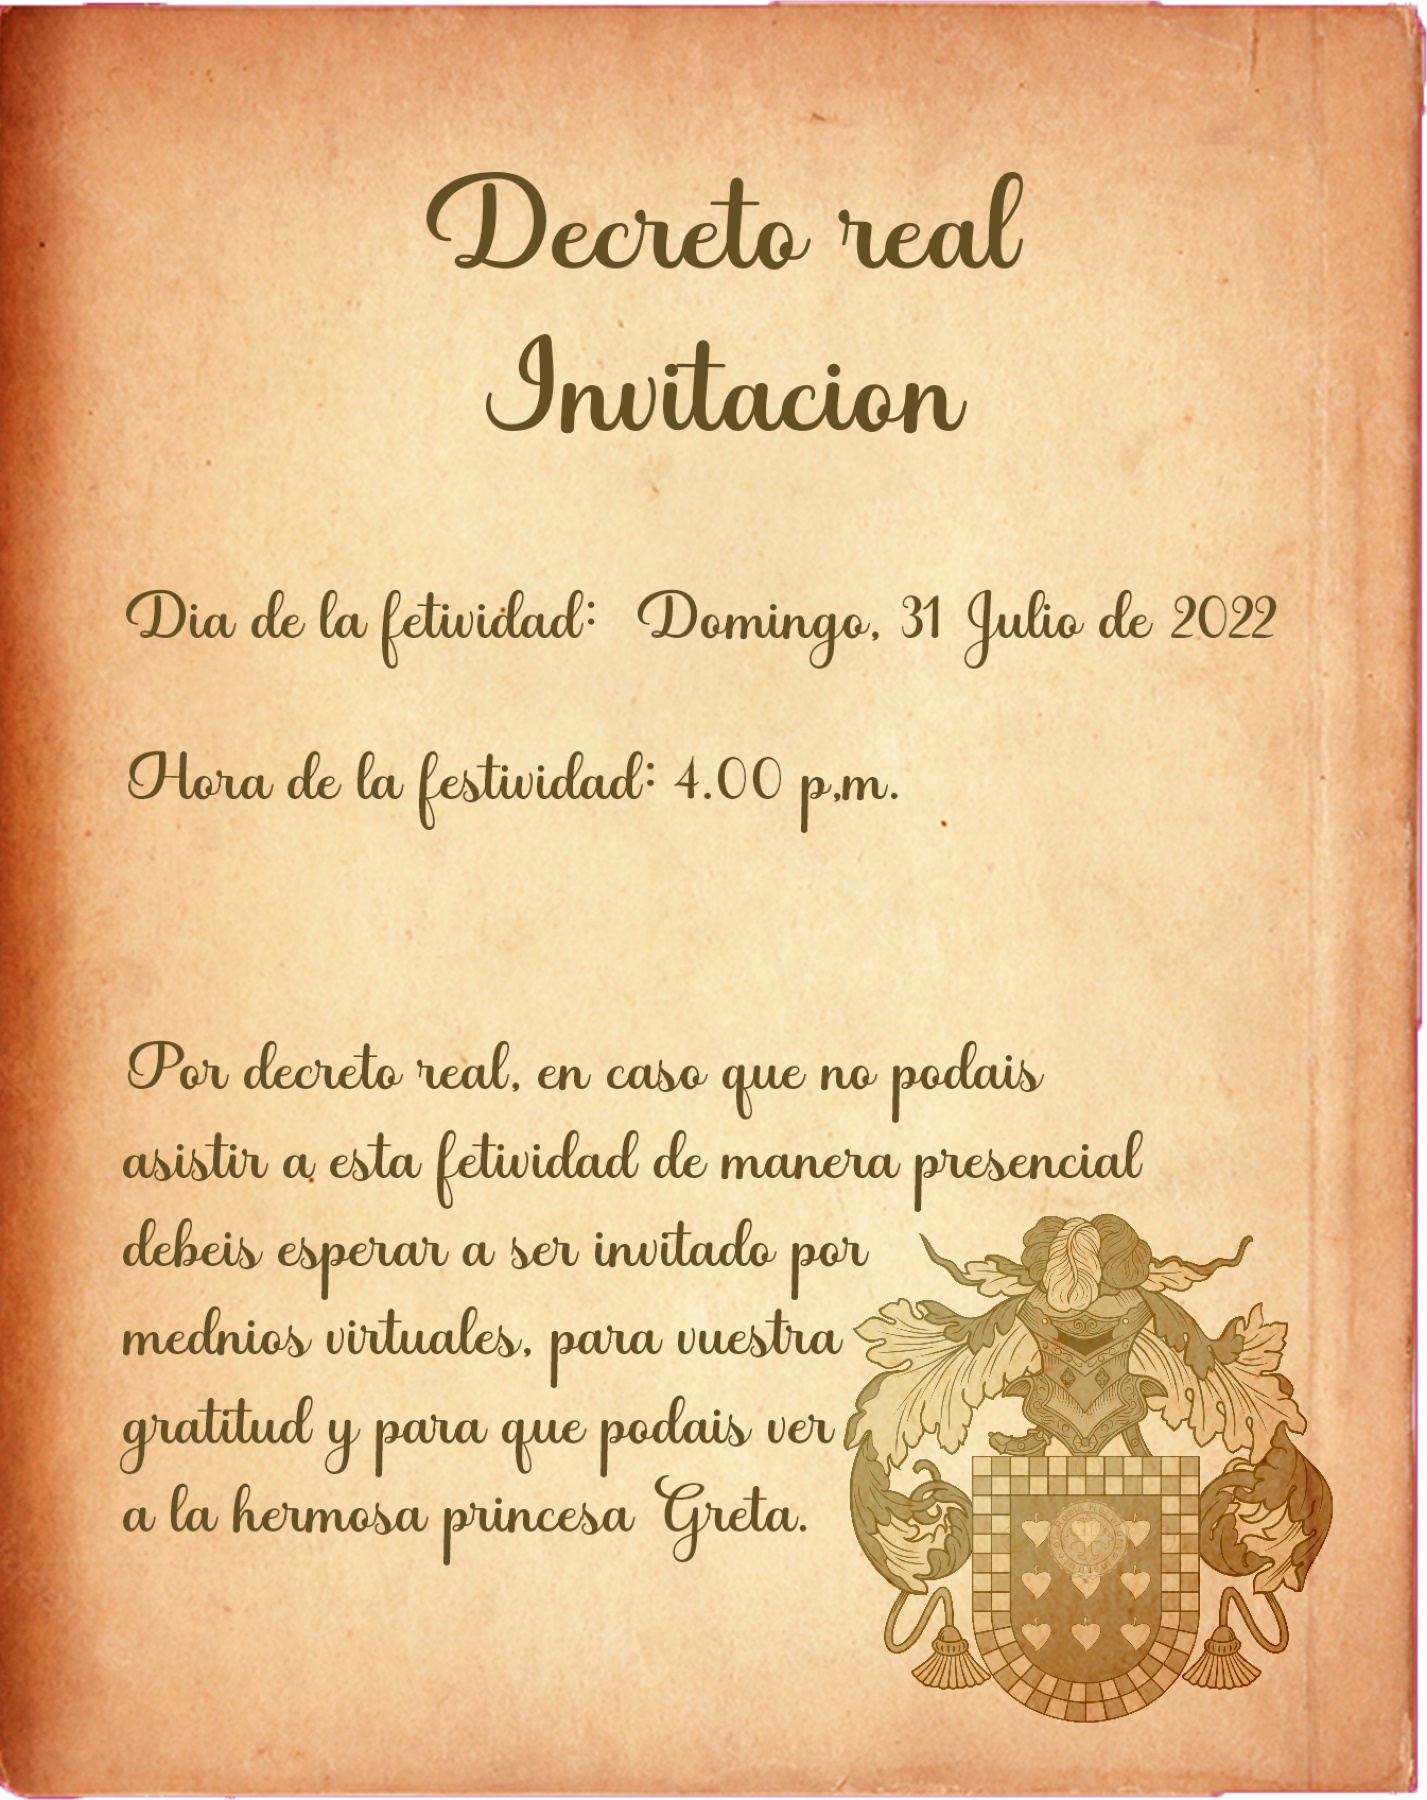 Decreto real
Invitacion
Dia de la fetividad: Domingo, 31 Julio de 2022
Hora de la festividad: 4.00 p,m.
Por decreto real, en caso que no podais
asistir a esta fetividad de manera presencial
debeis esperar a ser invitado por
mednios virtuales, para vuestra
gratitud y para que podais ver
a la hermosa princesa Greta.